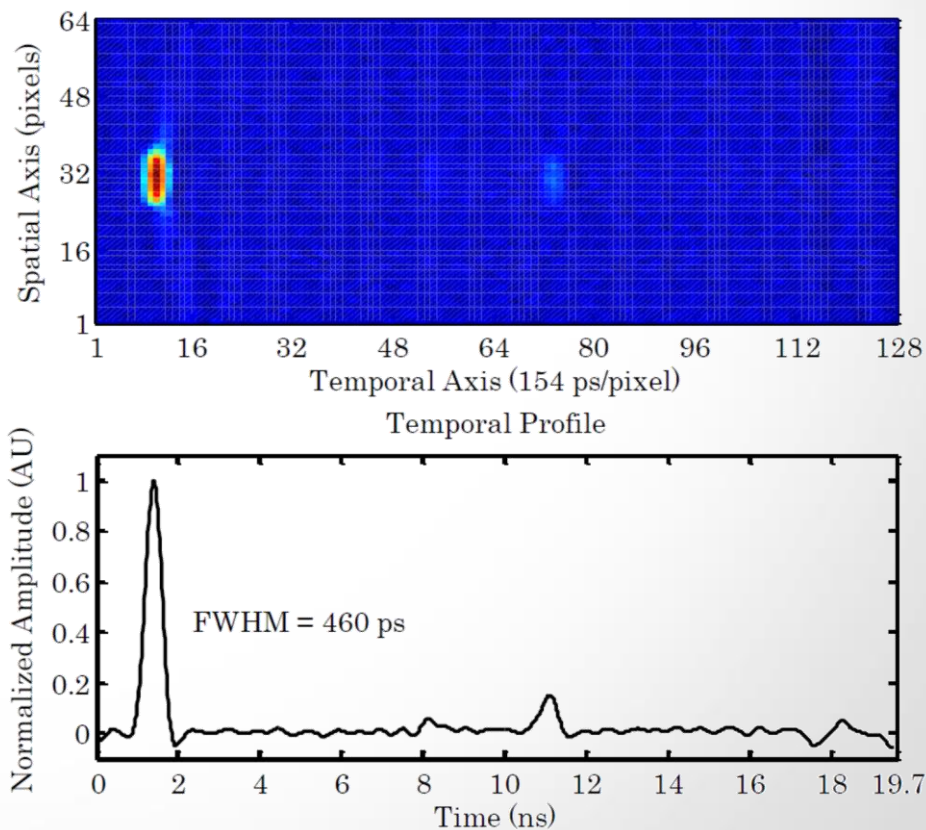 64
48
32
16
1
Spatial Axis (pixels)
1 16 32 48 64 80 96 112 128
Temporal Axis (154 ps/pixel)
Temporal Profile
Normalized Amplitude (AU)
1
0.8
0.6
0.4
0.2
0
FWHM = 460 ps
0 2 4 6 8 10 12 14 16 18 19.7
Time (ns)